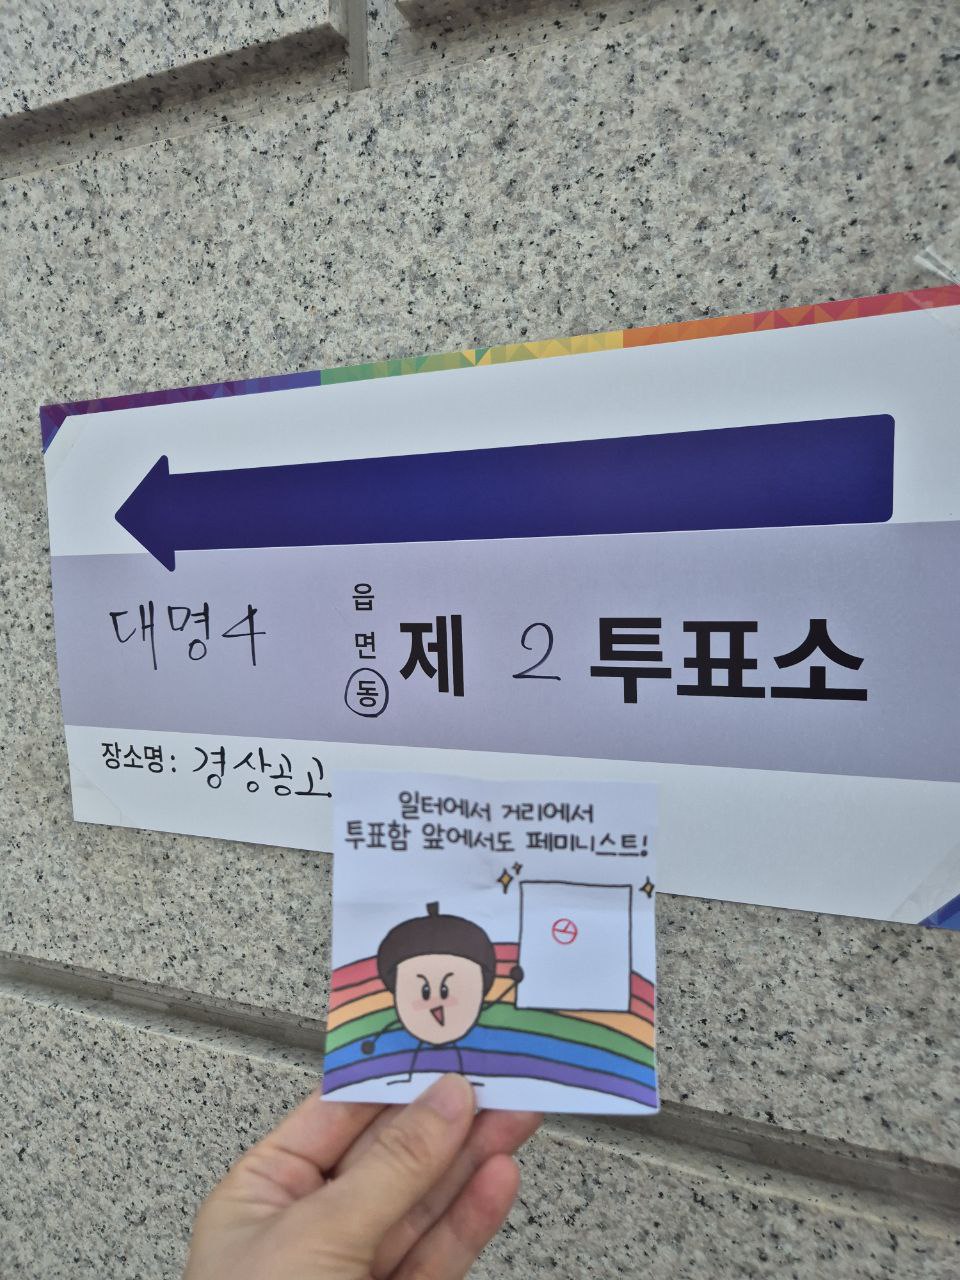 대명4 읍 면 동 제 2 투표소
장소명: 경상공고
일터에서 거리에서
투표함 앞에서도 페미니스트!